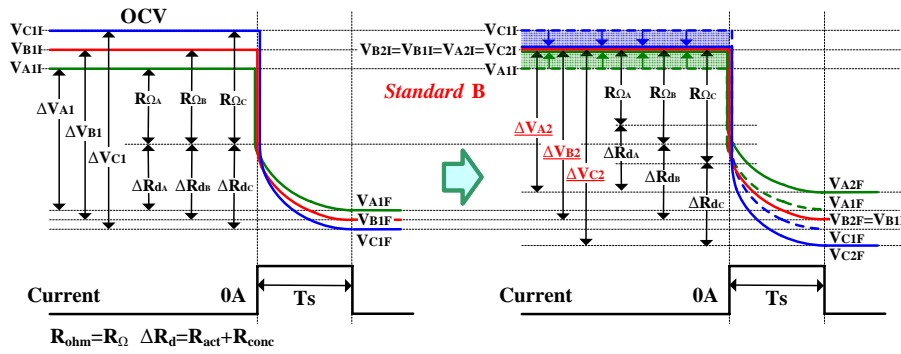 OCV
VC1I
VB1I
VA1I
ΔVA1
ΔVB1
ΔVC1
RΩA
RΩB
RΩC
ΔRdA
ΔRdB
ΔRdC
VA1F
VB1F
VC1F
Current
0A
Ts
Rohm=RΩ ΔRd=Ract+Rconc
VC1I
VB2I=VB1I=VA2I=VC2I
VA1I
Standard B
RΩA
RΩB
RΩC
ΔVA2
ΔVB2
ΔVC2
ΔRdA
ΔRdB
ΔRdC
VA2F
VA1F
VB2F=VB1
VC1F
VC2F
Current
0A
Ts